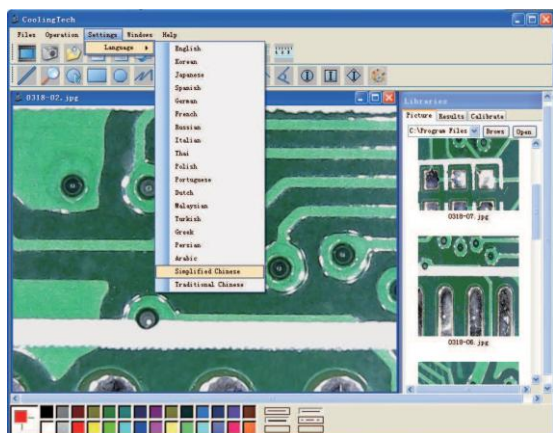 CoolingTech
Files Operation Settings Windows Help
Language
English
Korean
Japanese
Spanish
German
French
Russian
Italian
Thai
Polish
Portuguese
Dutch
Malaysian
Turkish
Greek
Persian
Arabic
Simplified Chinese
Traditional Chinese
0318-02.jpg
Libraries
Picture Results Calibrate
C:\Program Files Brows Open
0318-07.jpg
0318-08.jpg